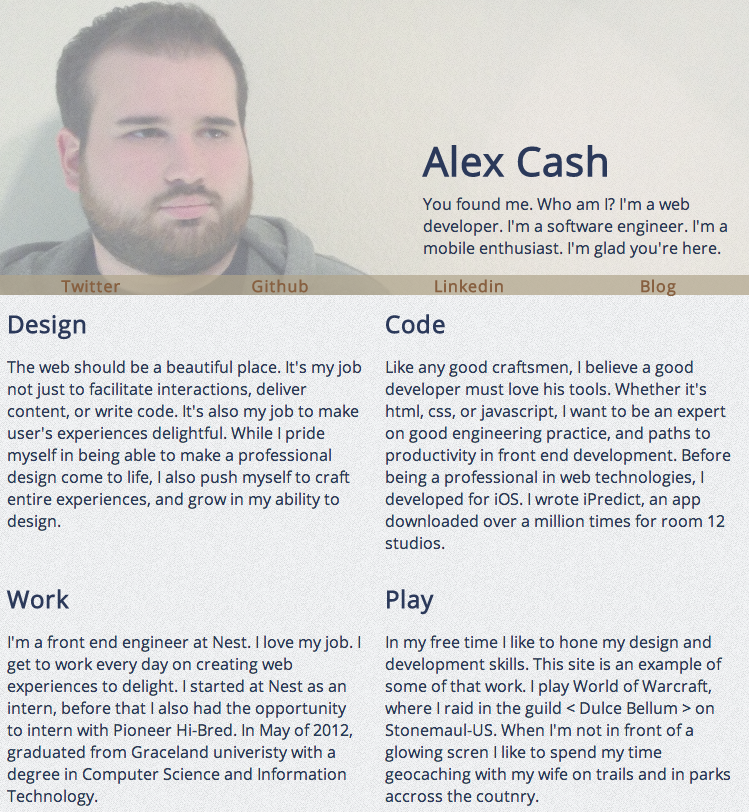 Alex Cash
You found me. Who am I? I'm a web
developer. I'm a software engineer. I'm a
mobile enthusiast. I'm glad you're here.
Twitter Github Linkedin Blog
Design
The web should be a beautiful place. It's my job
not just to facilitate interactions, deliver
content, or write code. It's also my job to make
user's experiences delightful. While I pride
myself in being able to make a professional
design come to life, I also push myself to craft
entire experiences, and grow in my ability to
design.
Code
Like any good craftsmen, I believe a good
developer must love his tools. Whether it's
html, css, or javascript, I want to be an expert
on good engineering practice, and paths to
productivity in front end development. Before
being a professional in web technologies, I
developed for iOS. I wrote iPredict, an app
downloaded over a million times for room 12
studios.
Work
I'm a front end engineer at Nest. I love my job. I
get to work every day on creating web
experiences to delight. I started at Nest as an
intern, before that I also had the opportunity
to intern with Pioneer Hi-Bred. In May of 2012,
graduated from Graceland univeristy with a
degree in Computer Science and Information
Technology.
Play
In my free time I like to hone my design and
development skills. This site is an example of
some of that work. I play World of Warcraft,
where I raid in the guild < Dulce Bellum > on
Stonemaul-US. When I'm not in front of a
glowing scren I like to spend my time
geocaching with my wife on trails and in parks
accross the coutnry.